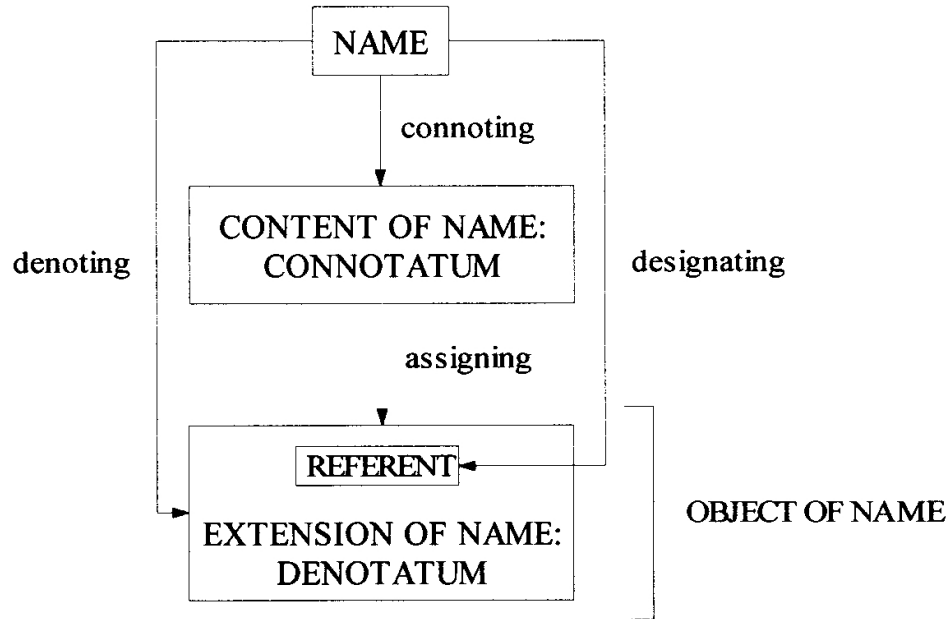 NAME
connoting
CONTENT OF NAME:
CONNOTATUM
denoting
designating
assigning
REFERENT
OBJECT OF NAME
EXTENSION OF NAME:
DENOTATUM